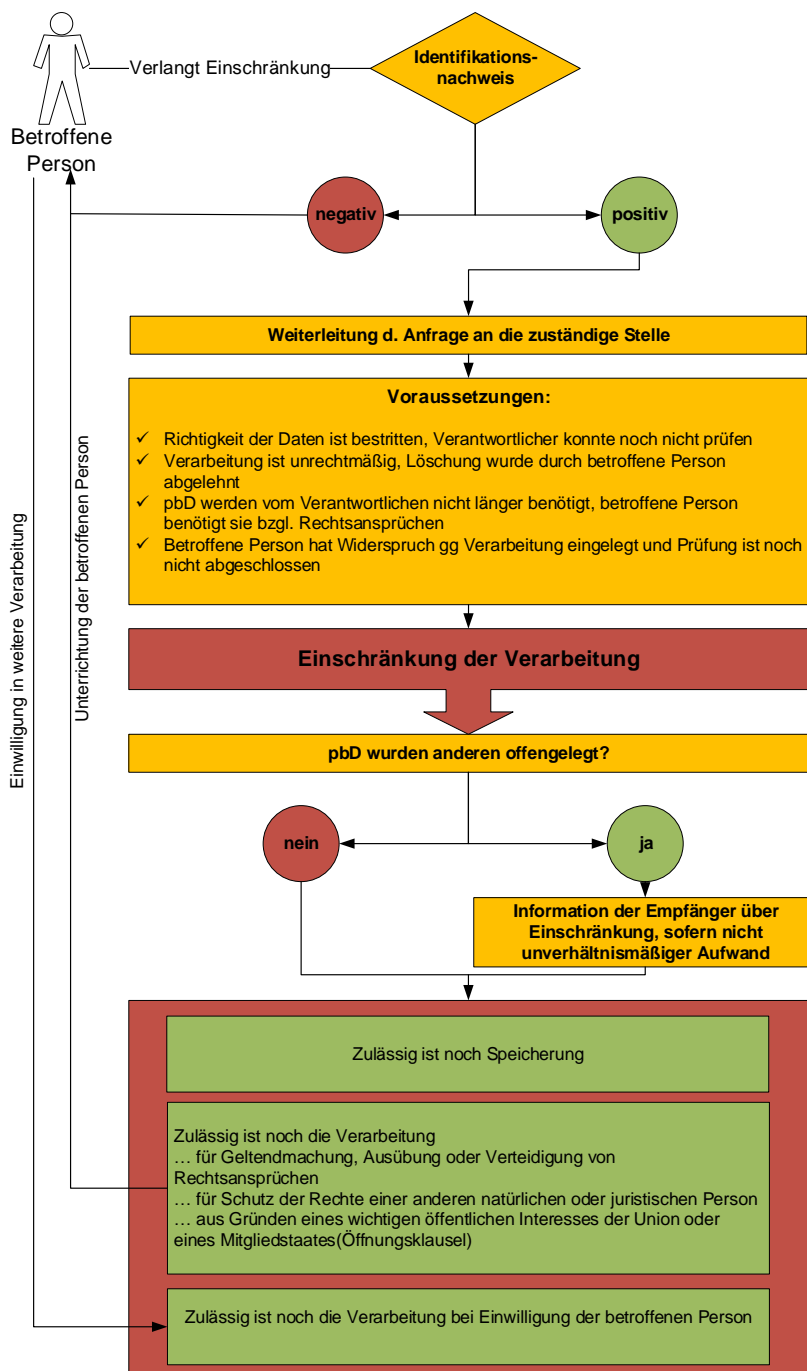 Verlangt Einschränkung
Identifikations-
nachweis
Betroffene
Person
negativ
positiv
Weiterleitung d. Anfrage an die zuständige Stelle
Voraussetzungen:
✓ Richtigkeit der Daten ist bestritten, Verantwortlicher konnte noch nicht prüfen
✓ Verarbeitung ist unrechtmäßig, Löschung wurde durch betroffene Person
abgelehnt
✓ pbD werden vom Verantwortlichen nicht länger benötigt, betroffene Person
benötigt sie bzgl. Rechtsansprüchen
✓ Betroffene Person hat Widerspruch gg Verarbeitung eingelegt und Prüfung ist noch
nicht abgeschlossen
Einwilligung in weitere Verarbeitung
Unterrichtung der betroffenen Person
Einschränkung der Verarbeitung
pbD wurden anderen offengelegt?
nein
ja
Information der Empfänger über
Einschränkung, sofern nicht
unverhältnismäßiger Aufwand
Zulässig ist noch Speicherung
Zulässig ist noch die Verarbeitung
… für Geltendmachung, Ausübung oder Verteidigung von
Rechtsansprüchen
… für Schutz der Rechte einer anderen natürlichen oder juristischen Person
… aus Gründen eines wichtigen öffentlichen Interesses der Union oder
eines Mitgliedstaates(Öffnungsklausel)
Zulässig ist noch die Verarbeitung bei Einwilligung der betroffenen Person